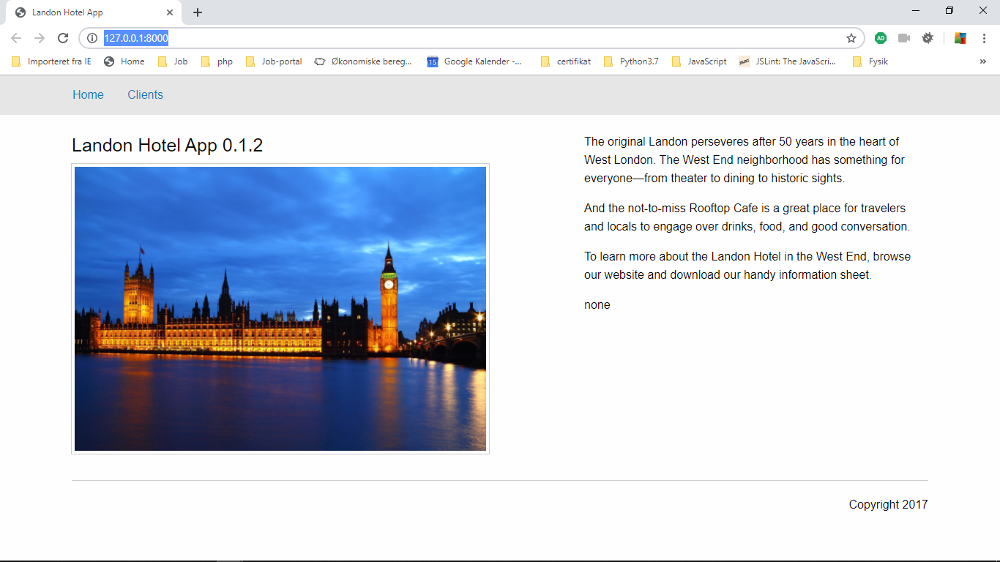 Landon Hotel App
127.0.0.1:8000
AD
Importeret fra IE Home Job php Job-portal Økonomiske bereg... 15 Google Kalender -... certifikat Python3.7 JavaScript JSLint: The JavaScri... Fysik »
Home Clients
Landon Hotel App 0.1.2
The original Landon perseveres after 50 years in the heart of
West London. The West End neighborhood has something for
everyone—from theater to dining to historic sights.
And the not-to-miss Rooftop Cafe is a great place for travelers
and locals to engage over drinks, food, and good conversation.
To learn more about the Landon Hotel in the West End, browse
our website and download our handy information sheet.
none
Copyright 2017